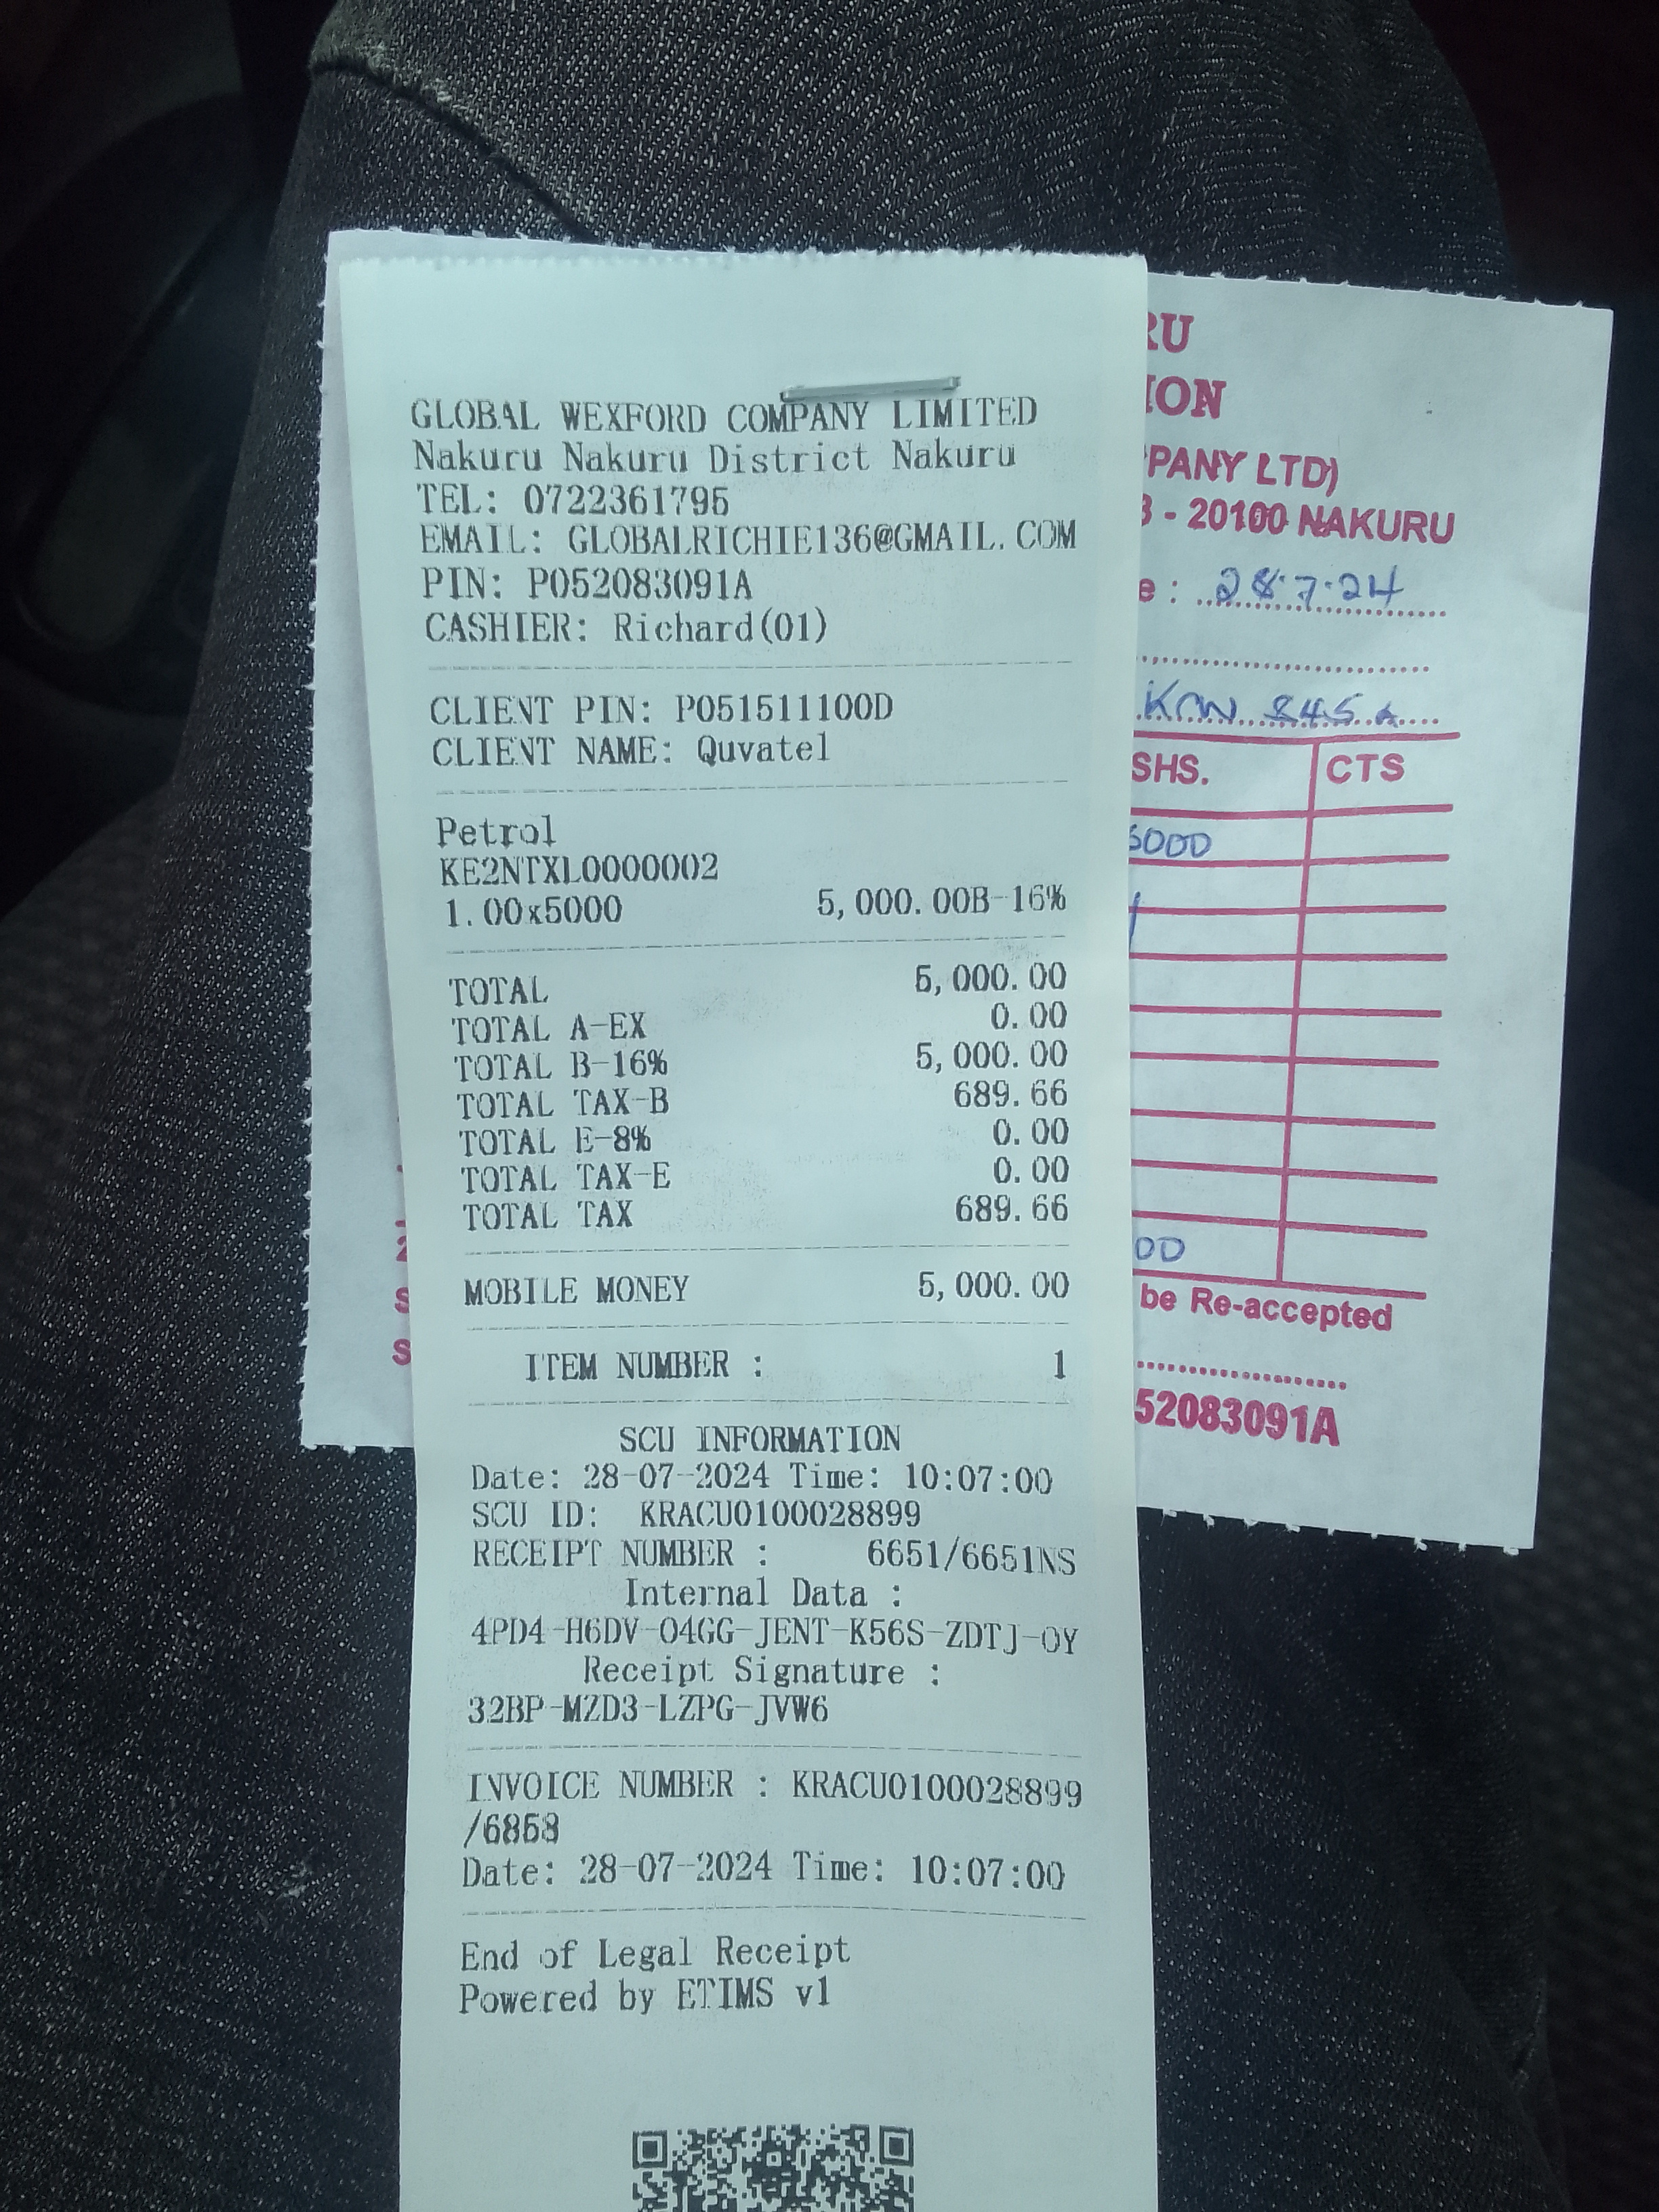 GLOBAL WEXFORD COMPANY LIMITED
Nakuru Nakuru District Nakuru
TEL: 0722361795
EMAIL: GLOBALRICHIE136@GMAIL.COM
PIN: P052083091A
CASHIER: Richard(01)
CLIENT PIN: P051511100D
CLIENT NAME: Quvatel
Petrol
KE2NTXL0000002
1.00x5000 5,000.00B-16%
TOTAL 5,000.00
TOTAL A-EX 0.00
TOTAL B-16% 5,000.00
TOTAL TAX-B 689.66
TOTAL E-8% 0.00
TOTAL TAX-E 0.00
TOTAL TAX 689.66
MOBILE MONEY 5,000.00
ITEM NUMBER : 1
SCU INFORMATION
Date: 28-07-2024 Time: 10:07:00
SCU ID: KRACU0100028899
RECEIPT NUMBER : 6651/6651NS
Internal Data :
4PD4-H6DV-O4GG-JENT-K56S-ZDTJ-OY
Receipt Signature :
32BP-MZD3-LZPG-JVW6
INVOICE NUMBER : KRACU0100028899
Date: 28-07-2024 Time: 10:07:00
End of Legal Receipt
Powered by ETIMS v1
RU
ION
PANY LTD)
- 20100 NAKURU
e : 28.7.24
SHS. CTS
5000
00
be Re-accepted
52083091A